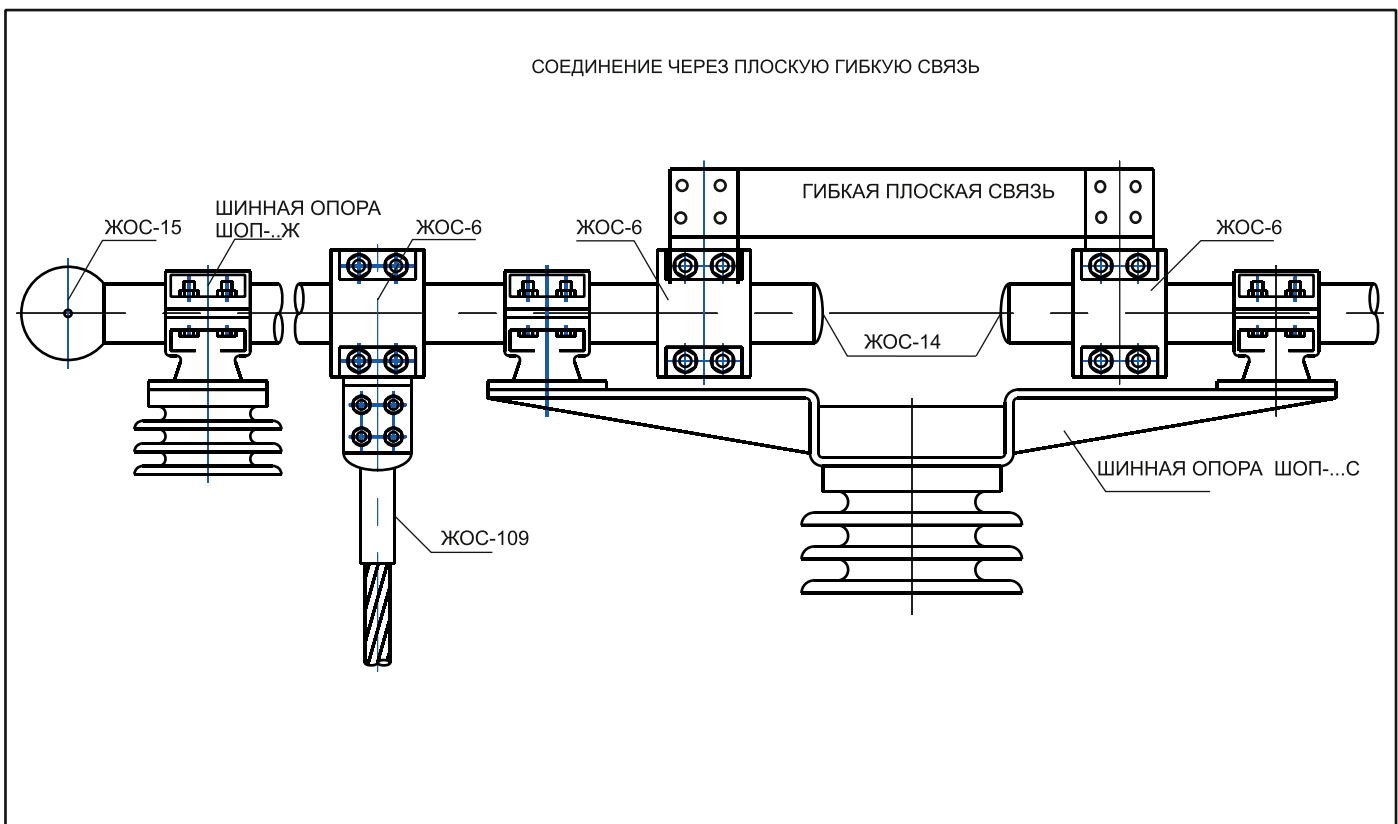 СОЕДИНЕНИЕ ЧЕРЕЗ ПЛОСКУЮ ГИБКУЮ СВЯЗЬ
ГИБКАЯ ПЛОСКАЯ СВЯЗЬ
ЖОС-15
ШИННАЯ ОПОРА
ШОП-..Ж
ЖОС-6
ЖОС-6
ЖОС-6
ЖОС-14
ШИННАЯ ОПОРА ШОП-...С
ЖОС-109